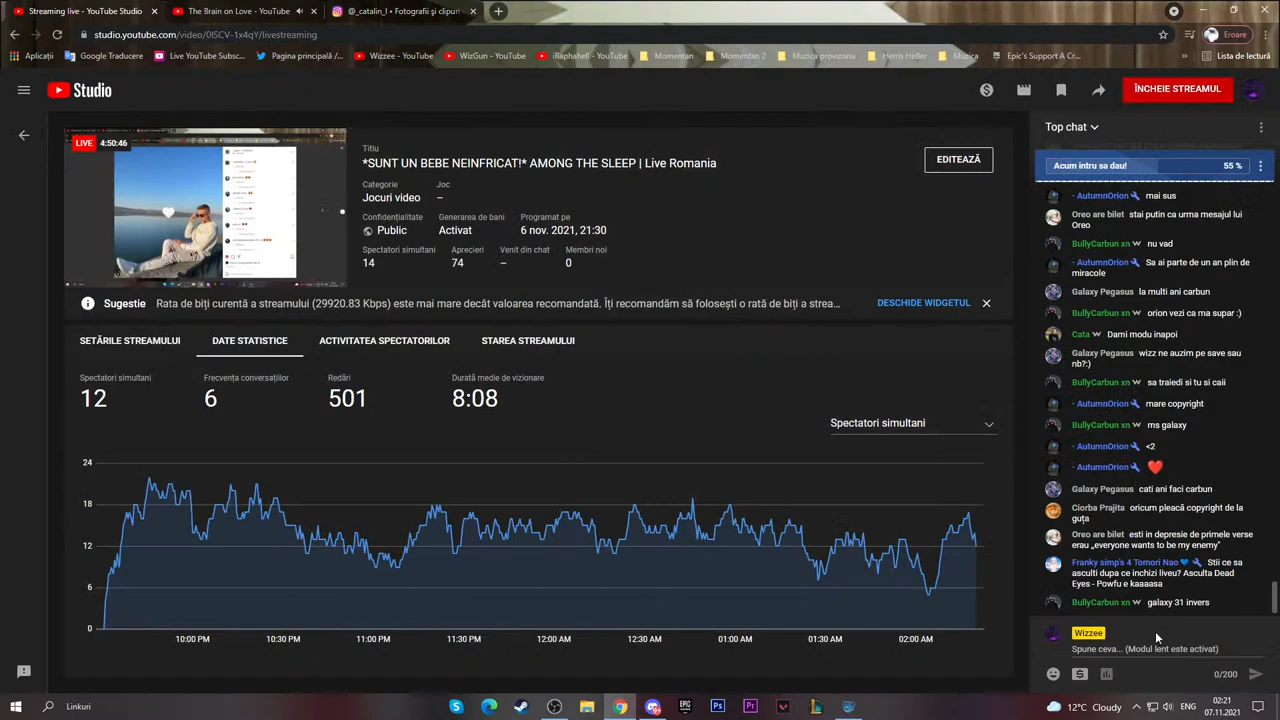 Streaming live - YouTube Studio
The Brain on Love - YouTube
@_catalin_l • Fotografii și clipuri
studio.youtube.com/video/0lSCV-1x4qY/livestreaming
Eroare
Aplicații
Google Traducere
Live YouTube Subsc...
Pagina principală /...
Wizzee - YouTube
WizGun - YouTube
iRaphahell - YouTube
Momentan
Momentan 2
Muzica provizoriu
Herris Heller
Muzica
Epic's Support A Cr...
»
Lista de lectură
Studio
ÎNCHEIE STREAMUL
LIVE 4:50:46
Titlu
*SUNT UN BEBE NEINFRICAT!* AMONG THE SLEEP | Live Romania
EDITEAZĂ
Categorie
Joc
Jocuri video
–
Generarea de bani
Programat pe
Activat
6 nov. 2021, 21:30
Aprecieri
din chat
Membri noi
14
74
–
0
Sugestie
Rata de biți curentă a streamului (29920.83 Kbps) este mai mare decât valoarea recomandată. Îți recomandăm să folosești o rată de biți a strea...
DESCHIDE WIDGETUL
SETĂRILE STREAMULUI
DATE STATISTICE
STAREA STREAMULUI
Spectatori simultani
Frecvența conversațiilor
Redări
Durată medie de vizionare
12
6
501
8:08
Spectatori simultani
24
18
12
6
0
10:00 PM
10:30 PM
11:00 PM
11:30 PM
12:00 AM
12:30 AM
01:00 AM
01:30 AM
02:00 AM
Top chat
Acum intru sa dau!
55 %
- AutumnOrion mai sus
Oreo are bilet stai putin ca urma mesajul lui
Oreo
BullyCarbun xn nu vad
- AutumnOrion Sa ai parte de un an plin de
miracole
Galaxy Pegasus la multi ani carbun
BullyCarbun xn orion vezi ca ma supar :)
Cata Dami modu inapoi
Galaxy Pegasus wizz ne auzim pe save sau
nb?:)
BullyCarbun xn sa traiedi si tu si caii
- AutumnOrion mare copyright
BullyCarbun xn ms galaxy
- AutumnOrion <2
- AutumnOrion ❤️
Galaxy Pegasus cati ani faci carbun
Ciorba Prajita oricum pleacă copyright de la
guța
Oreo are bilet esti in depresie de primele verse
erau „everyone wants to be my enemy”
Franky simp's 4 Tomori Nao 💙 Stii ce sa
asculti dupa ce inchizi liveu? Asculta Dead
Eyes - Powfu e kaaaasa
BullyCarbun xn galaxy 31 invers
Wizzee
Spune ceva... (Modul lent este activat)
0/200
Linkuri
12°C Cloudy
02:21
07.11.2021